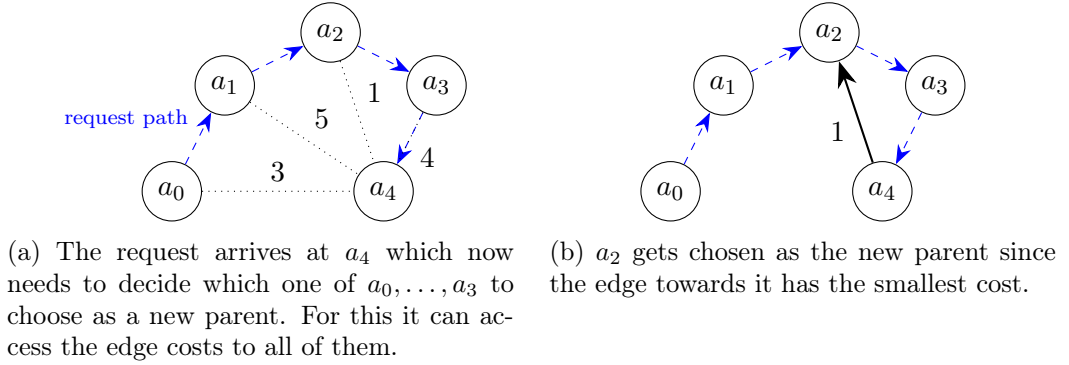 a2
a1
a3
1
5
request path
4
3
a0
a4
(a) The request arrives at a4 which now
needs to decide which one of a0, . . . , a3 to
choose as a new parent. For this it can ac-
cess the edge costs to all of them.
a2
a1
a3
1
a0
a4
(b) a2 gets chosen as the new parent since
the edge towards it has the smallest cost.